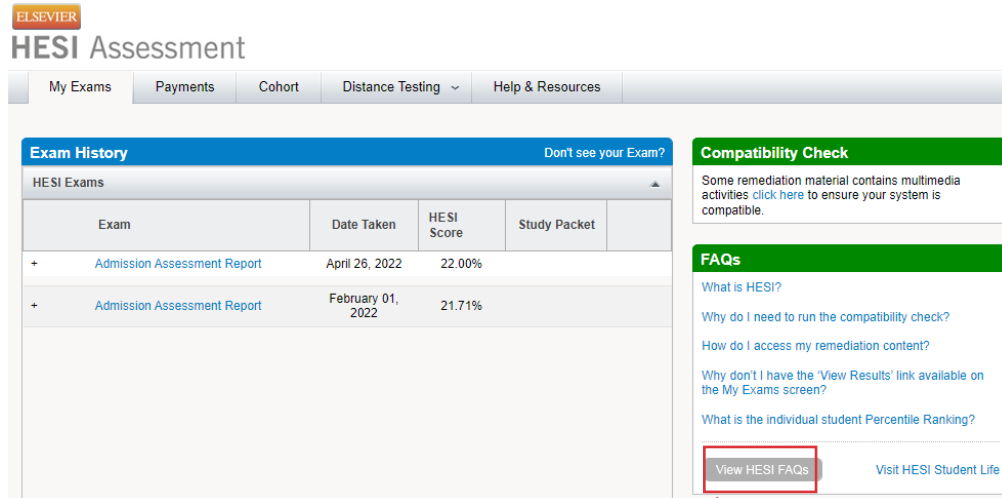 ELSEVIER
HESI Assessment
My Exams
Payments
Cohort
Distance Testing
Help & Resources
Exam History
Don't see your Exam?
HESI Exams
Exam
Date Taken
HESI
Score
Study Packet
+ Admission Assessment Report April 26, 2022 22.00%
+ Admission Assessment Report February 01,
2022 21.71%
Compatibility Check
Some remediation material contains multimedia
activities click here to ensure your system is
compatible.
FAQs
What is HESI?
Why do I need to run the compatibility check?
How do I access my remediation content?
Why don't I have the 'View Results' link available on
the My Exams screen?
What is the individual student Percentile Ranking?
View HESI FAQs
Visit HESI Student Life